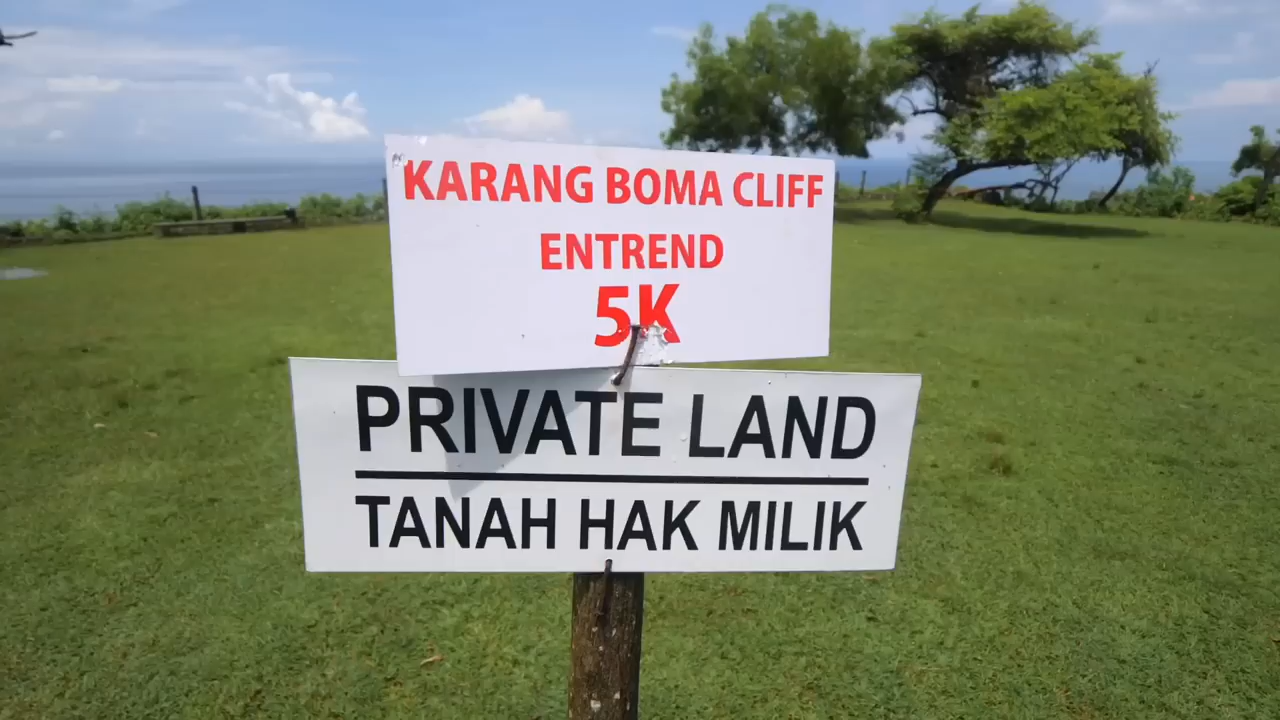 KARANG BOMA CLIFF
ENTREND
5K
PRIVATE LAND
TANAH HAK MILIK